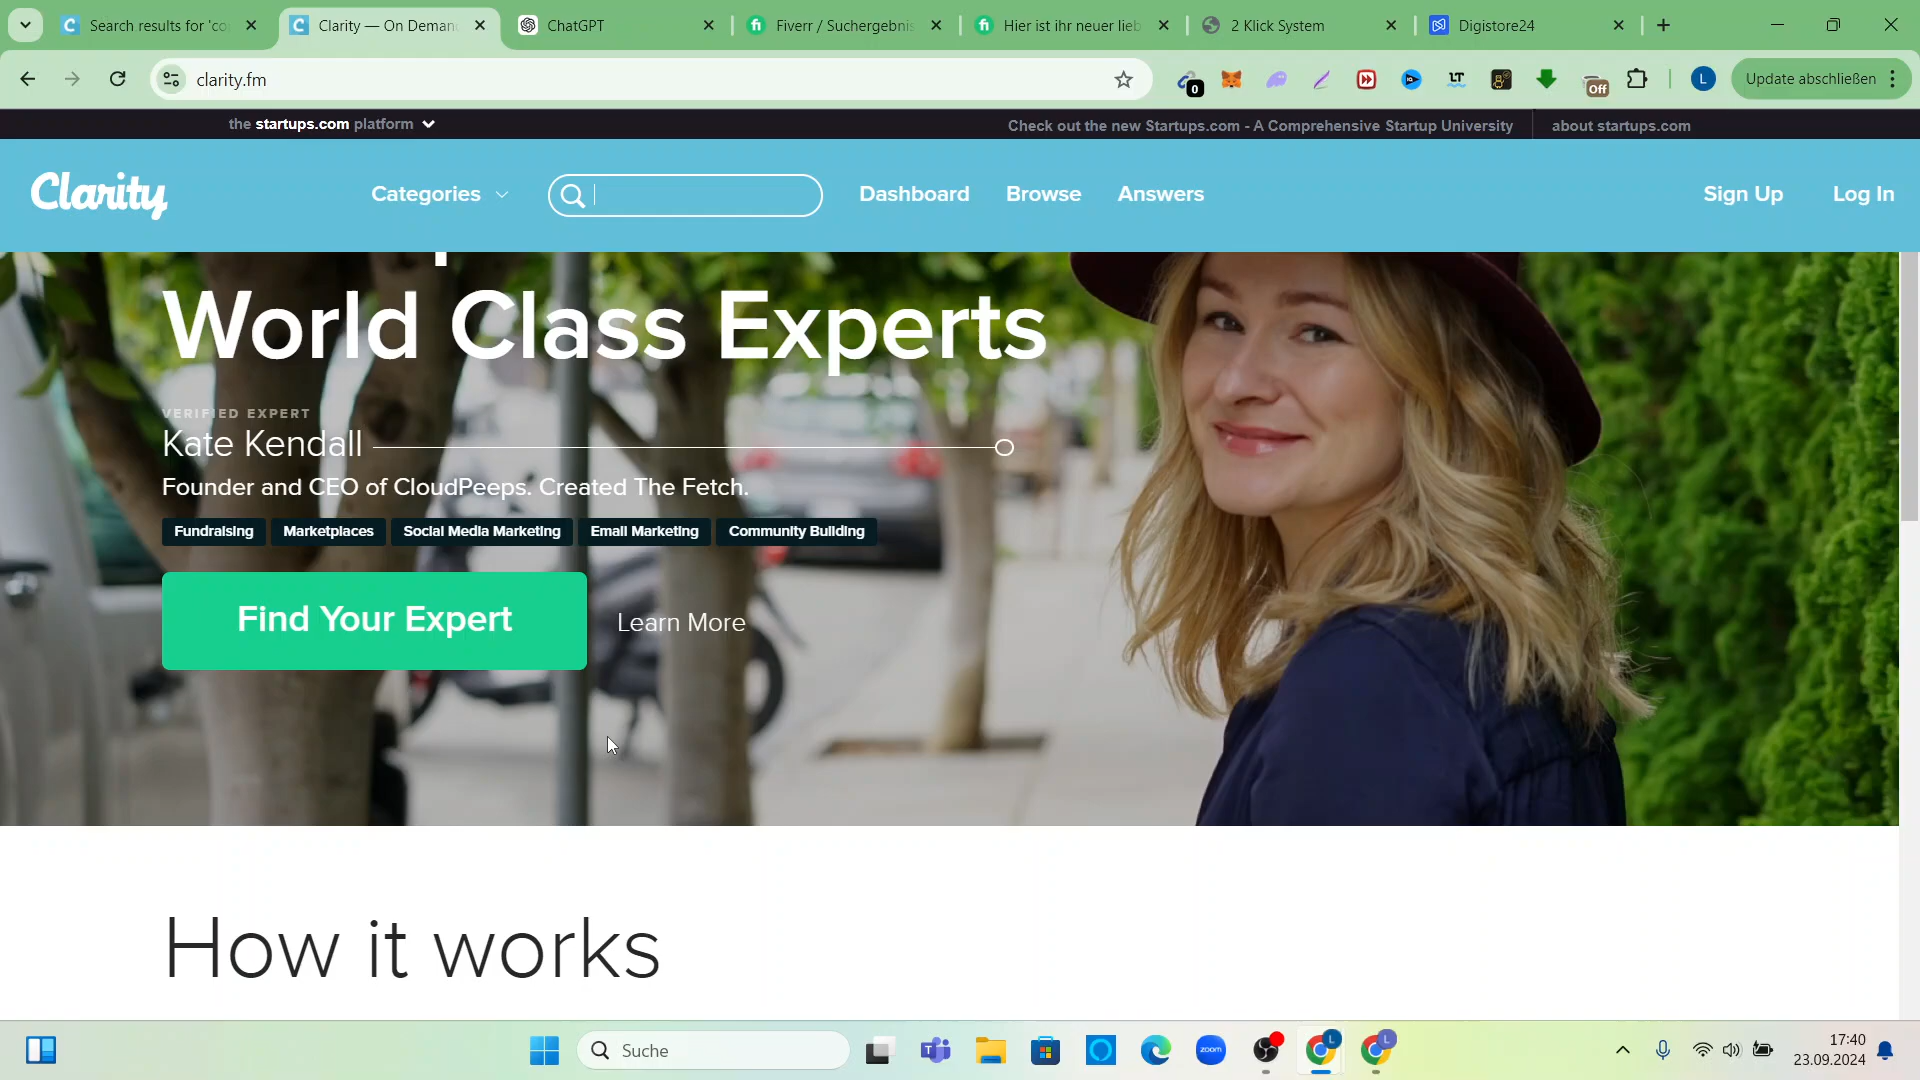 Search results for 'co
Clarity — On Deman
ChatGPT
Fiverr / Suchergebnis
Hier ist ihr neuer lieb
2 Klick System
Digistore24
clarity.fm
0
Off
L
Update abschließen
the startups.com platform
Check out the new Startups.com - A Comprehensive Startup University
about startups.com
Clarity
Categories
Dashboard
Browse
Answers
Sign Up
Log In
World Class Experts
VERIFIED EXPERT
Kate Kendall
Founder and CEO of CloudPeeps. Created The Fetch.
Fundraising
Marketplaces
Social Media Marketing
Email Marketing
Community Building
Find Your Expert
Learn More
How it works
Suche
zoom
L
L
17:40
23.09.2024